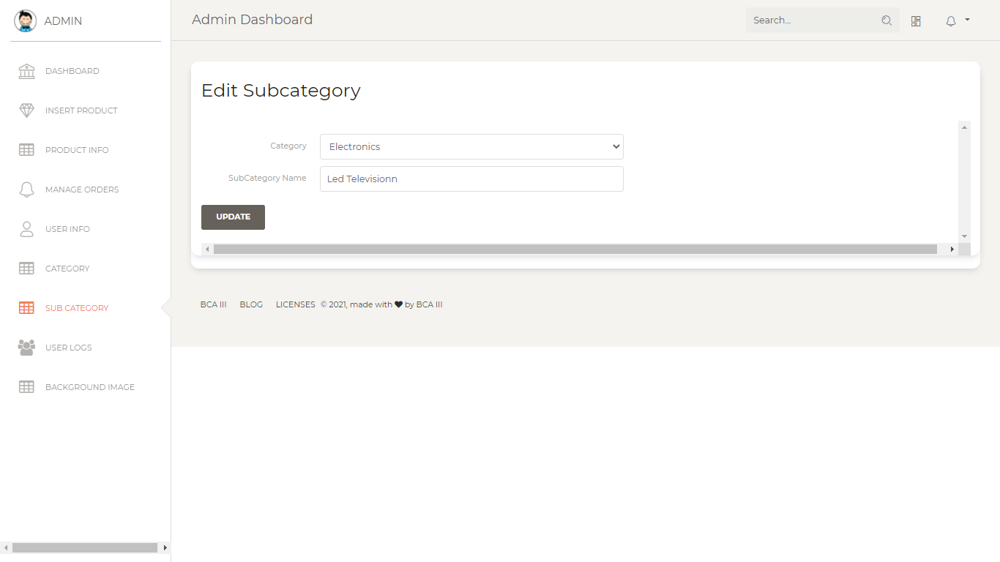 ADMIN
Admin Dashboard
Search...
DASHBOARD
INSERT PRODUCT
PRODUCT INFO
MANAGE ORDERS
USER INFO
CATEGORY
SUB CATEGORY
USER LOGS
BACKGROUND IMAGE
Edit Subcategory
Category
Electronics
SubCategory Name
Led Televisionn
UPDATE
BCA III BLOG LICENSES © 2021, made with ♥ by BCA III